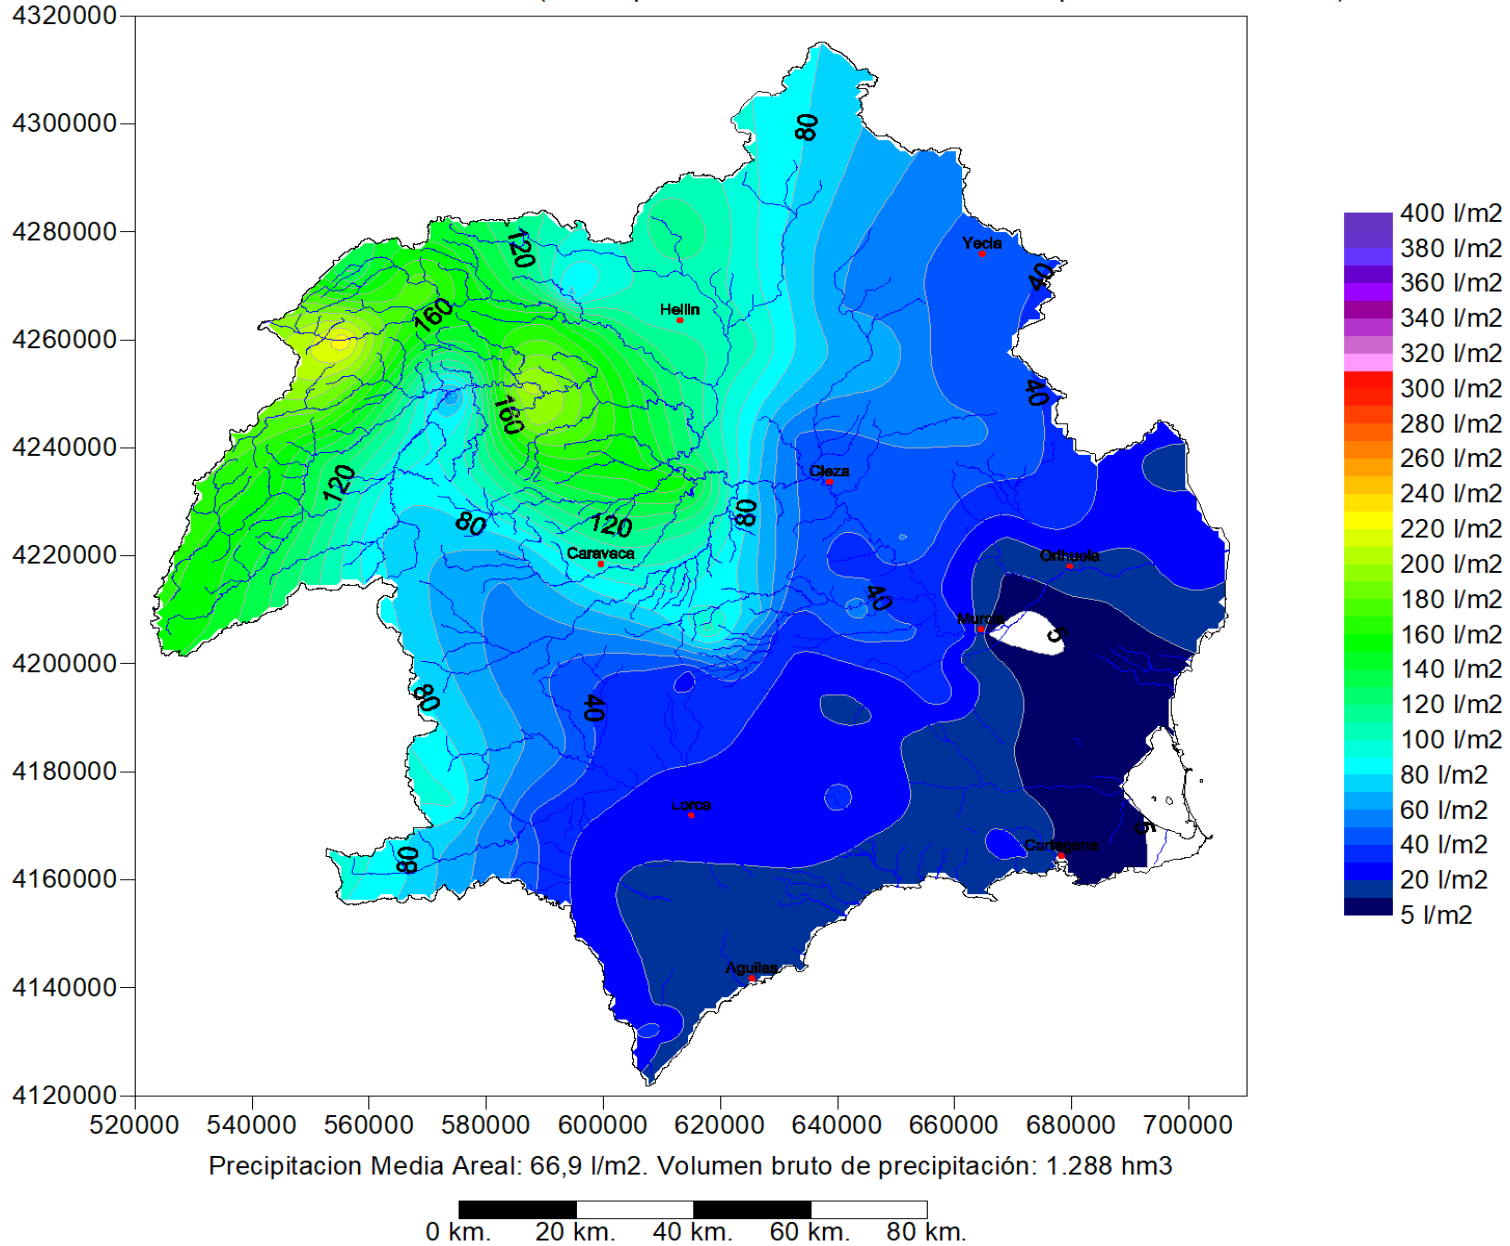 4320000
4300000
80
4280000
400 l/m2
380 l/m2
120
Yecla
40
360 l/m2
160
Hellin
4260000
340 l/m2
320 l/m2
300 l/m2
40
160
280 l/m2
4240000
260 l/m2
Cieza
120
240 l/m2
80
80
120
220 l/m2
4220000
Caravaca
Orihuela
200 l/m2
180 l/m2
40
Murcia
5
160 l/m2
4200000
140 l/m2
80
40
120 l/m2
100 l/m2
4180000
80 l/m2
Lorca
60 l/m2
5
40 l/m2
Cartagena
80
20 l/m2
4160000
5 l/m2
Aguilas
4140000
4120000
520000 540000 560000 580000 600000 620000 640000 660000 680000 700000
Precipitacion Media Areal: 66,9 l/m2. Volumen bruto de precipitación: 1.288 hm3
0 km. 20 km. 40 km. 60 km. 80 km.